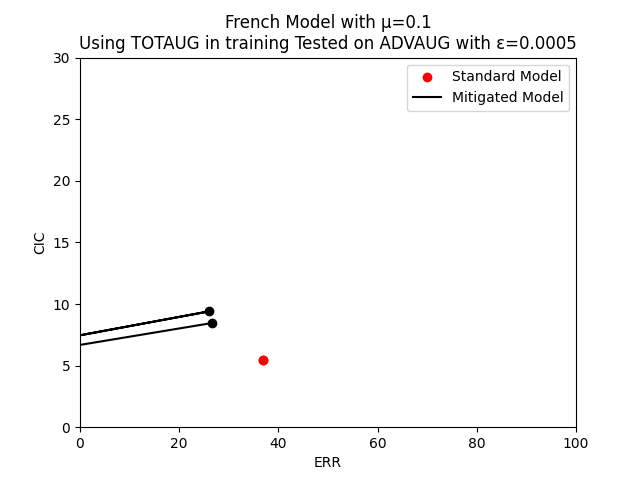 French Model with μ=0.1
Using TOTAUG in training Tested on ADVAUG with ε=0.0005
Standard Model
Mitigated Model
30
25
20
15
10
5
0
CIC
0 20 40 60 80 100
ERR